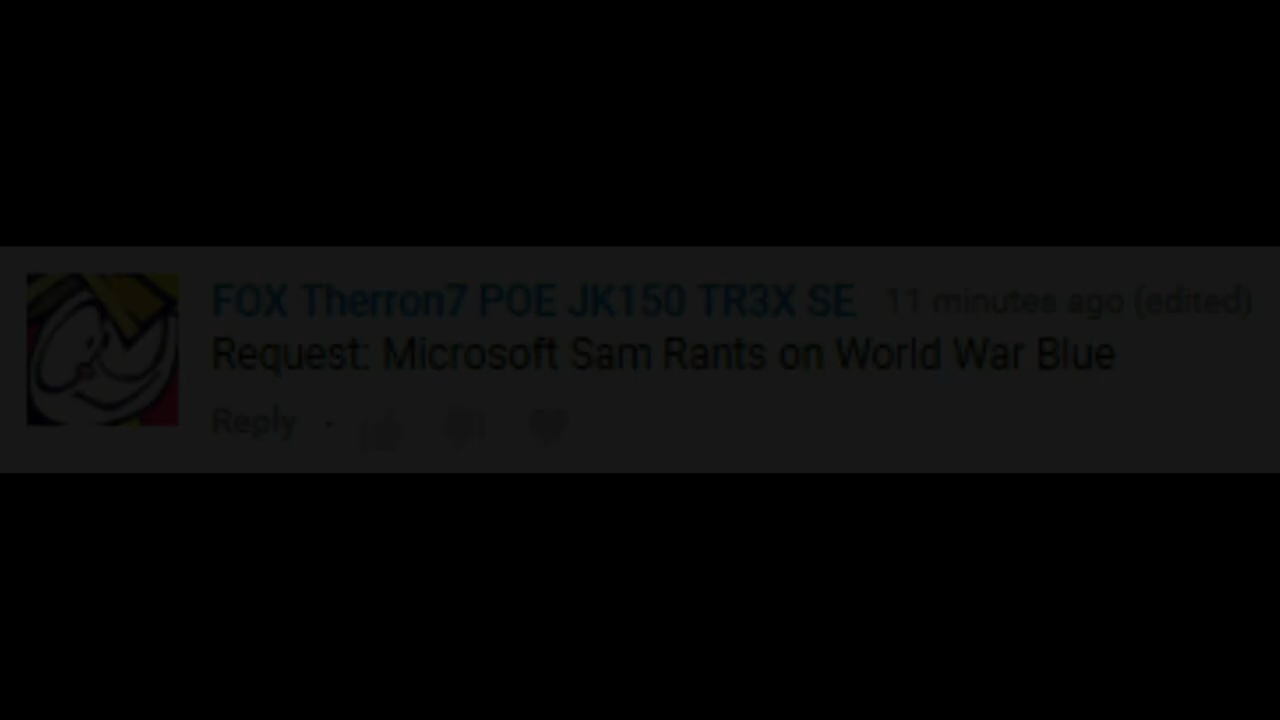 FOX Therron7 POE JK150 TR3X SE 11 minutes ago (edited)
Request: Microsoft Sam Rants on World War Blue
Reply